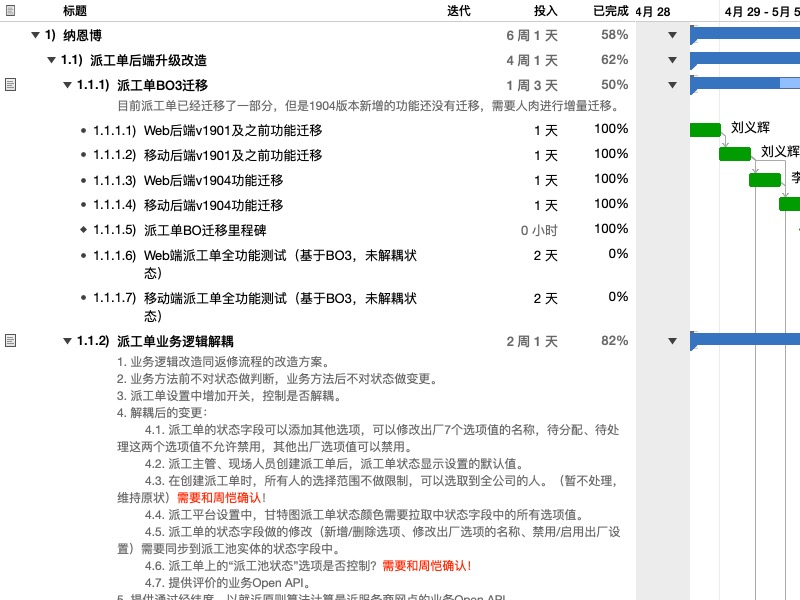 标题 迭代 投入 已完成 4月 28 4月 29 - 5月 5
1) 纳恩博 6 周 1 天 58%
1.1) 派工单后端升级改造 4 周 1 天 62%
1.1.1) 派工单BO3迁移 1 周 3 天 50%
目前派工单已经迁移了一部分，但是1904版本新增的功能还没有迁移，需要人肉进行增量迁移。
1.1.1.1) Web后端v1901及之前功能迁移 1 天 100% 刘义辉
1.1.1.2) 移动后端v1901及之前功能迁移 1 天 100% 刘义辉
1.1.1.3) Web后端v1904功能迁移 1 天 100% 李
1.1.1.4) 移动后端v1904功能迁移 1 天 100%
1.1.1.5) 派工单BO迁移里程碑 0 小时 100%
1.1.1.6) Web端派工单全功能测试（基于BO3，未解耦状 2 天 0%
态）
1.1.1.7) 移动端派工单全功能测试（基于BO3，未解耦状 2 天 0%
态）
1.1.2) 派工单业务逻辑解耦 2 周 1 天 82%
1. 业务逻辑改造同返修流程的改造方案。
2. 业务方法前不对状态做判断，业务方法后不对状态做变更。
3. 派工单设置中增加开关，控制是否解耦。
4. 解耦后的变更：
4.1. 派工单的状态字段可以添加其他选项，可以修改出厂7个选项值的名称，待分配、待处
理这两个选项值不允许禁用，其他出厂选项值可以禁用。
4.2. 派工主管、现场人员创建派工单后，派工单状态显示设置的默认值。
4.3. 在创建派工单时，所有人的选择范围不做限制，可以选取到全公司的人。（暂不处理，
维持原状）需要和周恺确认！
4.4. 派工平台设置中，甘特图派工单状态颜色需要拉取中状态字段中的所有选项值。
4.5. 派工单的状态字段做的修改（新增/删除选项、修改出厂选项的名称、禁用/启用出厂设
置）需要同步到派工池实体的状态字段中。
4.6. 派工单上的“派工池状态”选项是否控制？需要和周恺确认！
4.7. 提供评价的业务Open API。
5. 提供通过经纬度，以就近原则算法计算最近服务商网点的业务Open API